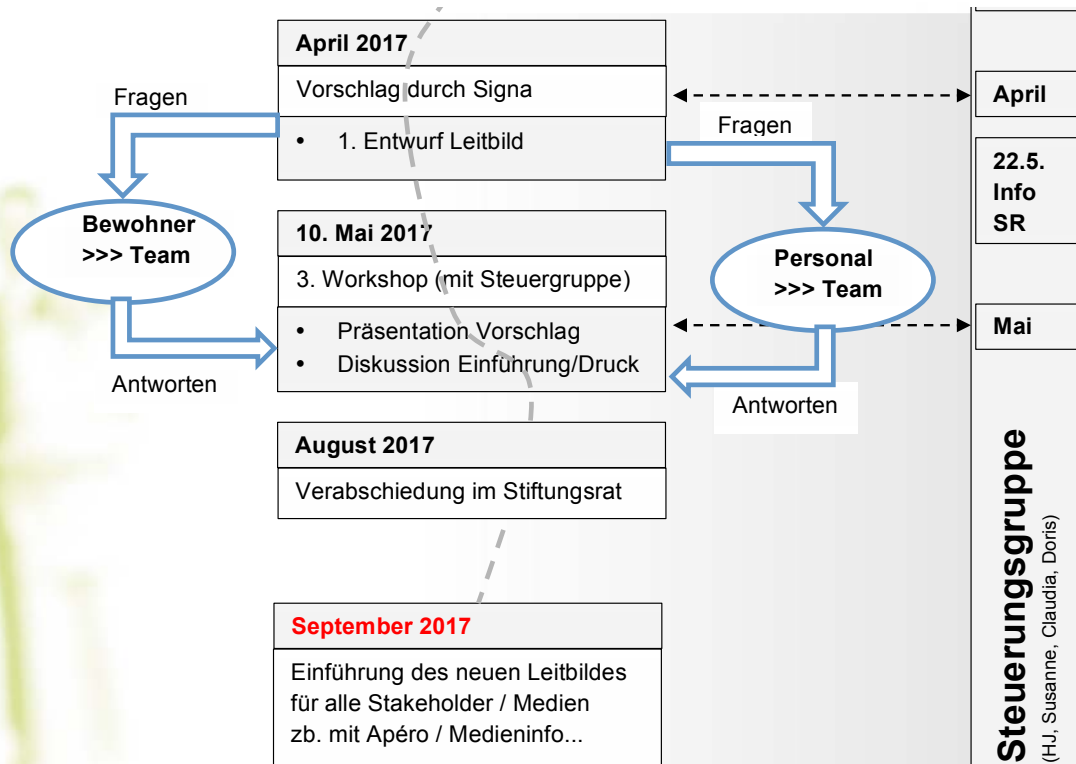 April 2017
Vorschlag durch Signa
• 1. Entwurf Leitbild
Fragen
Bewohner
>>> Team
Antworten
Fragen
Personal
>>> Team
Antworten
10. Mai 2017
3. Workshop (mit Steuergruppe)
• Präsentation Vorschlag
• Diskussion Einführung/Druck
August 2017
Verabschiedung im Stiftungsrat
September 2017
Einführung des neuen Leitbildes
für alle Stakeholder / Medien
zb. mit Apéro / Medieninfo...
April
22.5.
Info
SR
Mai
Steuerungsgruppe
(HJ, Susanne, Claudia, Doris)